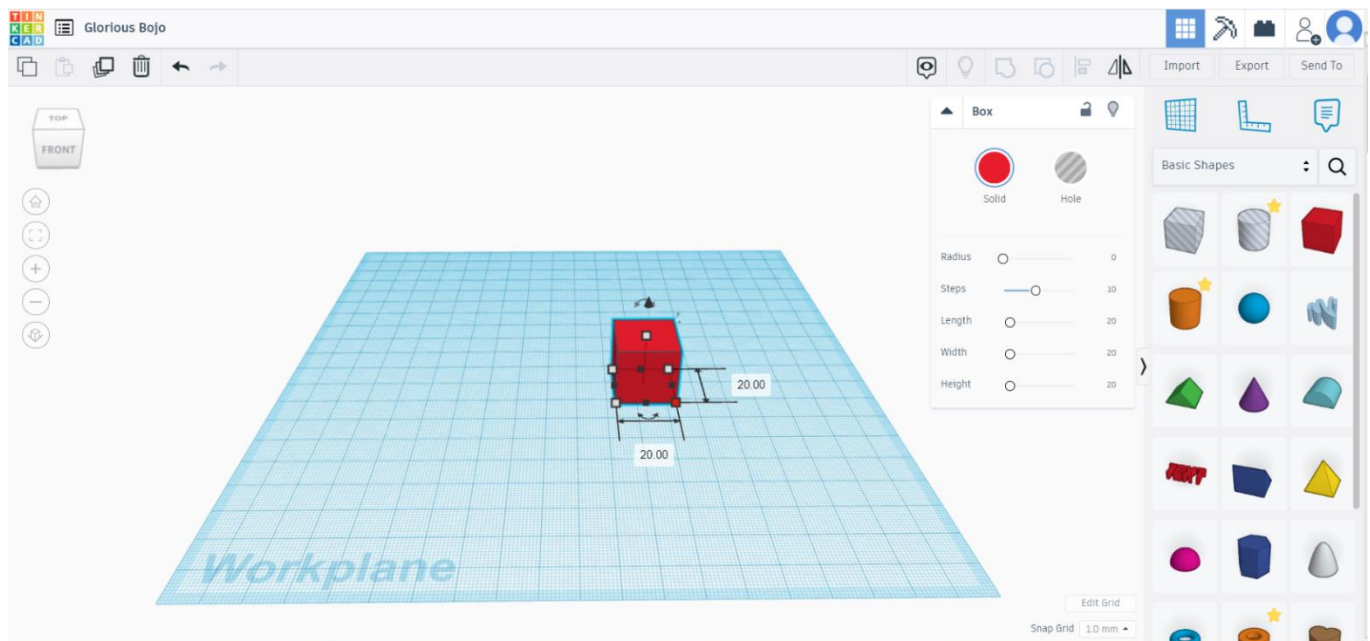 TIN
KER
CAD
Glorious Bojo
Import
Export
Send To
TOP
FRONT
Box
Solid
Hole
Radius 0
Steps 10
Length 20
Width 20
Height 20
Basic Shapes
20.00
20.00
TEXT
Workplane
Edit Grid
Snap Grid 1.0 mm